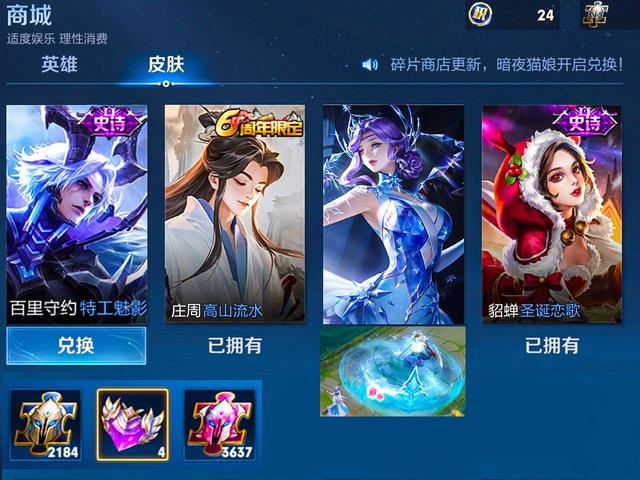 商城
24
适度娱乐 理性消费
英雄
皮肤
碎片商店更新，暗夜猫娘开启兑换！
史诗
6周年限定
史诗
百里守约 特工魅影
庄周 高山流水
貂蝉 圣诞恋歌
兑换
已拥有
已拥有
2184
4
3637